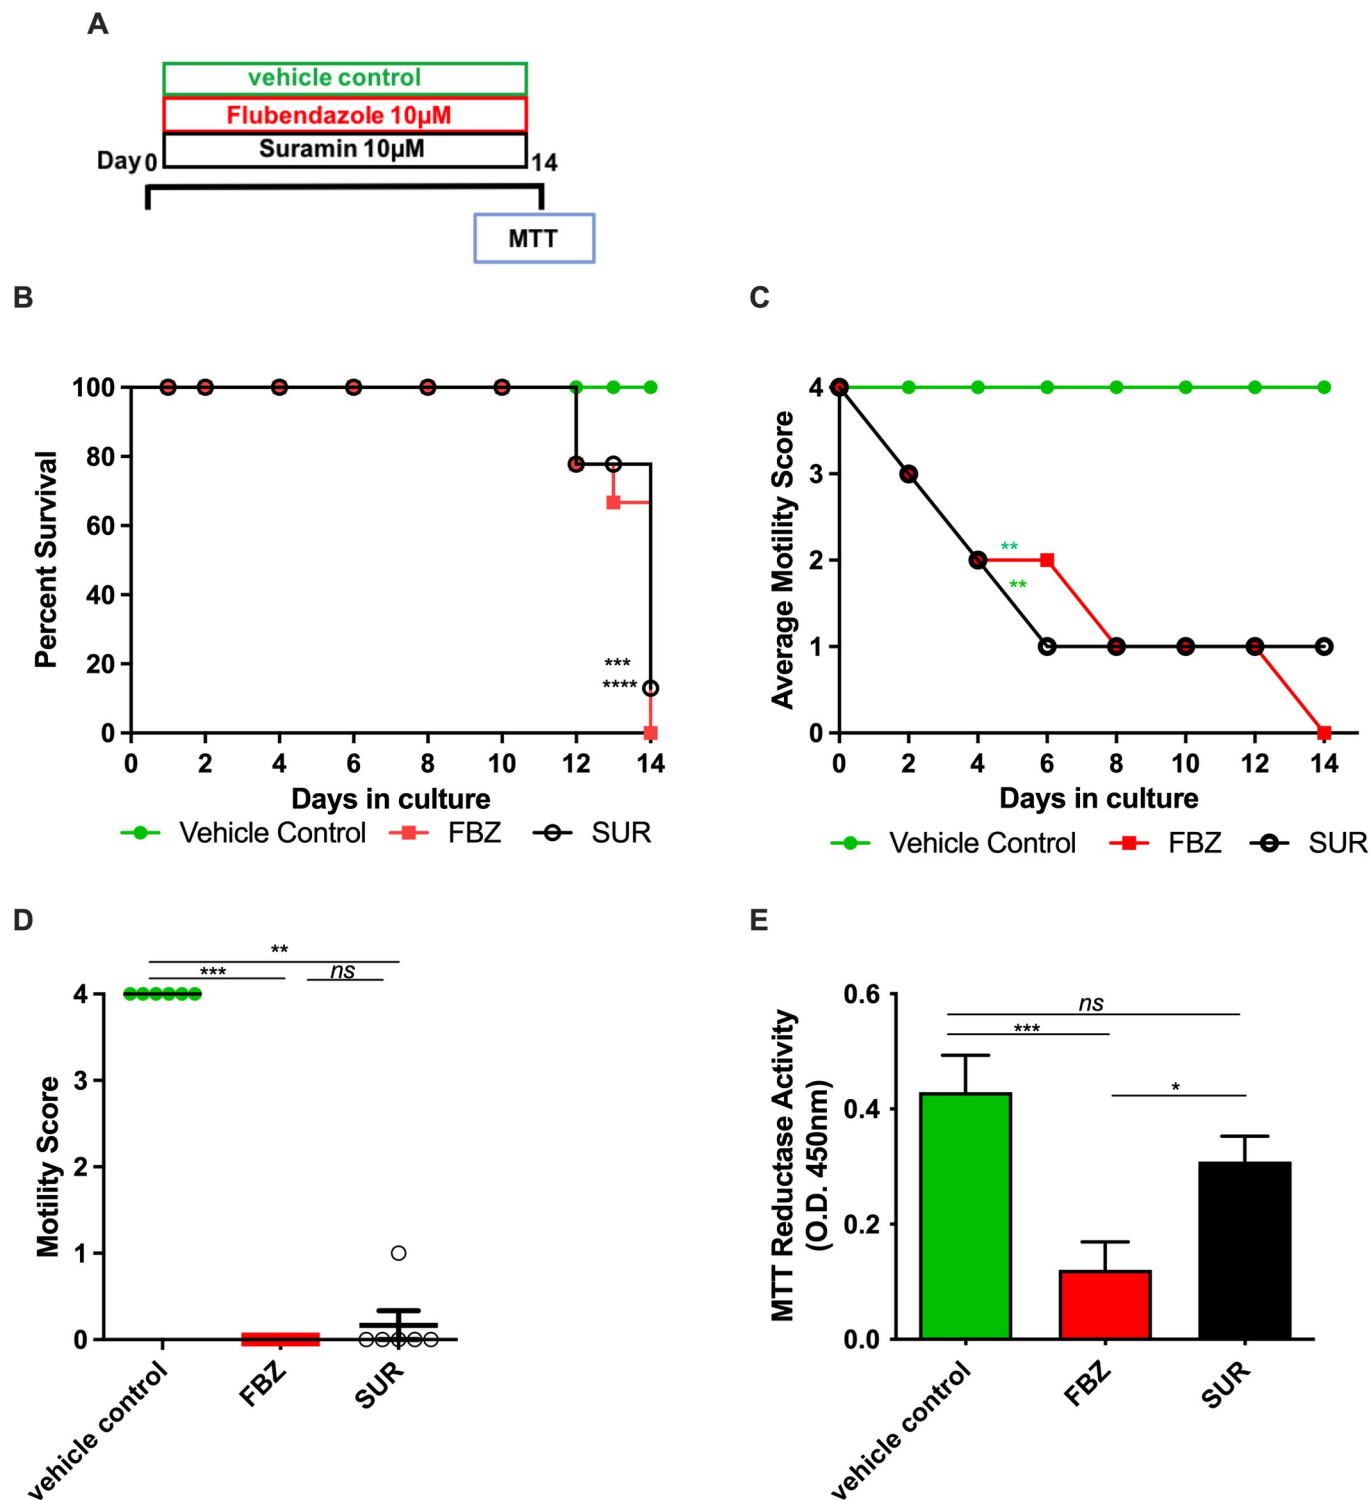 A
vehicle control
Flubendazole 10µM
Suramin 10µM
Day 0
14
MTT
B
Percent Survival
100
80
60
40
20
0
***
****
0 2 4 6 8 10 12 14
Days in culture
Vehicle Control FBZ SUR
C
Average Motility Score
4
3
2
1
0
**
**
0 2 4 6 8 10 12 14
Days in culture
Vehicle Control FBZ SUR
D
**
***
ns
Motility Score
4
3
2
1
0
vehicle control
FBZ
SUR
E
ns
***
*
MTT Reductase Activity
(O.D. 450nm)
0.6
0.4
0.2
0.0
vehicle control
FBZ
SUR